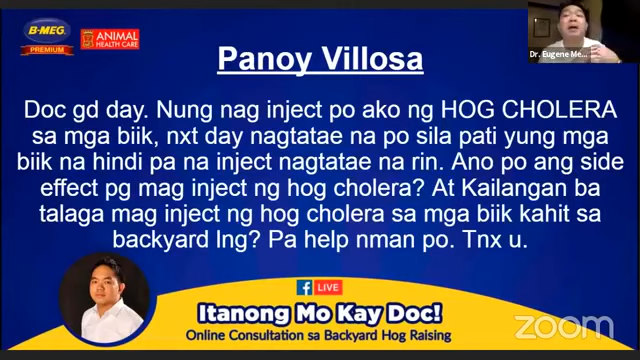 B-MEG
PREMIUM
ANIMAL
HEALTH CARE
Dr. Eugene Me...
Panoy Villosa
Doc gd day. Nung nag inject po ako ng HOG CHOLERA
sa mga biik, nxt day nagtatae na po sila pati yung mga
biik na hindi pa na inject nagtatae na rin. Ano po ang side
effect pg mag inject ng hog cholera? At Kailangan ba
talaga mag inject ng hog cholera sa mga biik kahit sa
backyard lng? Pa help nman po. Tnx u.
f LIVE
Itanong Mo Kay Doc!
Online Consultation sa Backyard Hog Raising
zoom